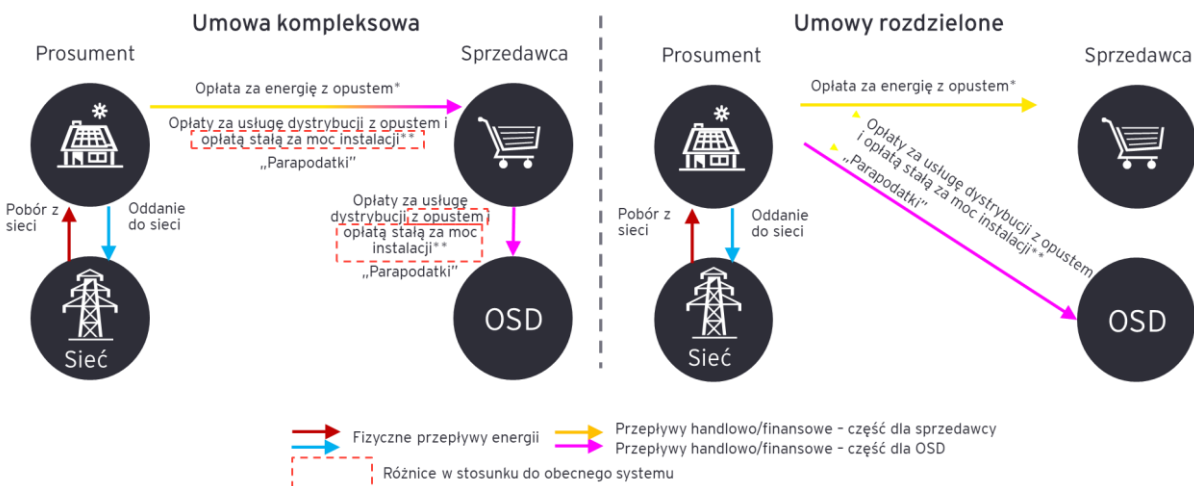 Umowa kompleksowa
Prosument
Sprzedawca
Opłata za energię z opustem*
Opłaty za usługę dystrybucji z opustem i
opłatą stałą za moc instalacji**
„Parapodatki”
Pobór z
sieci
Oddanie
do sieci
Opłaty za usługę
dystrybucji z opustem i
opłatą stałą za moc
instalacji**
„Parapodatki”
Sieć
OSD
Umowy rozdzielone
Prosument
Sprzedawca
Opłata za energię z opustem*
Opłaty za usługę dystrybucji z opustem
i opłatą stałą za moc instalacji**
„Parapodatki”
Pobór z
sieci
Oddanie
do sieci
Sieć
OSD
Fizyczne przepływy energii
Przepływy handlowo/finansowe – część dla sprzedawcy
Przepływy handlowo/finansowe – część dla OSD
Różnice w stosunku do obecnego systemu